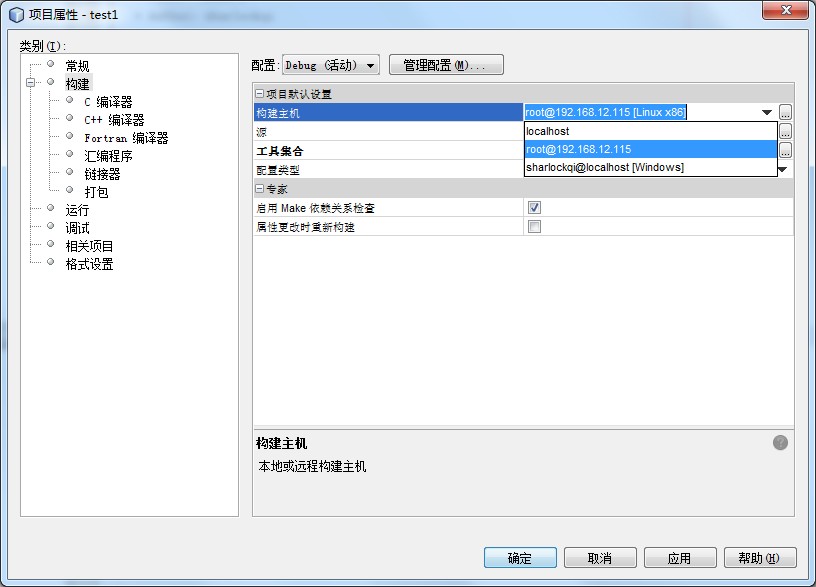 项目属性 - test1
类别(I):
常规
构建
C 编译器
C++ 编译器
Fortran 编译器
汇编程序
链接器
打包
运行
调试
相关项目
格式设置
配置: Debug (活动) 管理配置(M)...
项目默认设置
构建主机 root@192.168.12.115 [Linux x86] ...
源 localhost ...
工具集合 root@192.168.12.115 ...
配置类型 sharlockqi@localhost [Windows]
专家
启用 Make 依赖关系检查
属性更改时重新构建
构建主机 ?
本地或远程构建主机
确定 取消 应用 帮助(H)